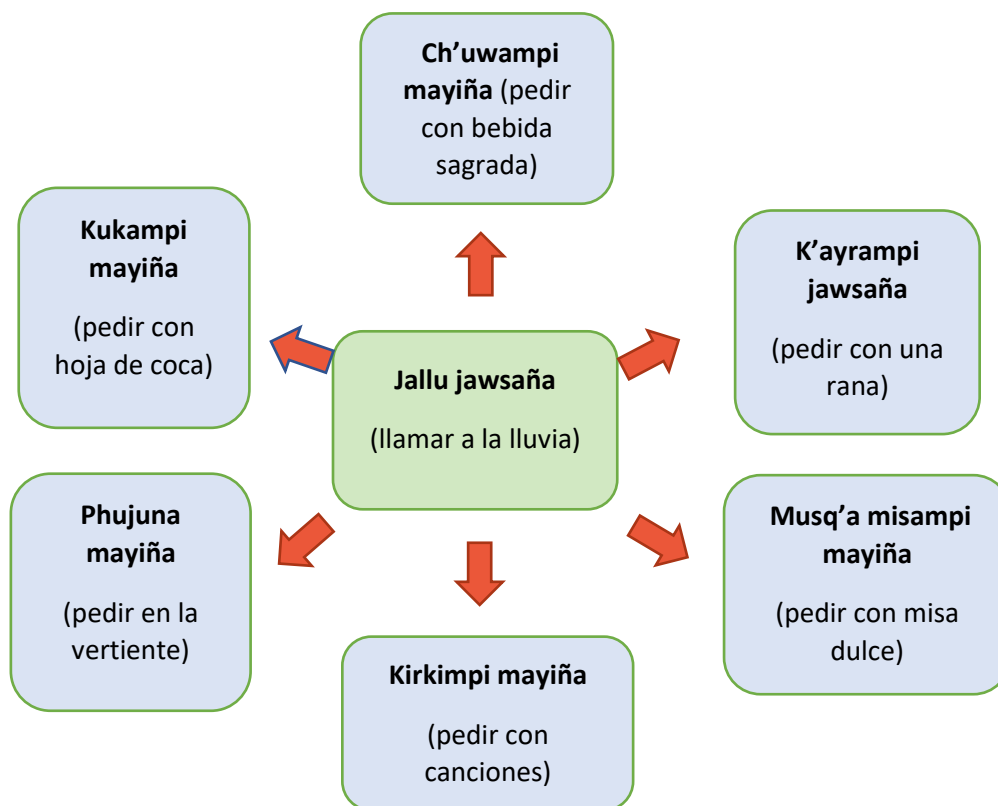 Ch’uwampi
mayiña (pedir
con bebida
sagrada)
Kukampi
mayiña
(pedir con
hoja de coca)
K’ayrampi
jawsaña
(pedir con una
rana)
Jallu jawsaña
(llamar a la lluvia)
Phujuna
mayiña
(pedir en la
vertiente)
Musq’a misampi
mayiña
(pedir con misa
dulce)
Kirkimpi mayiña
(pedir con
canciones)